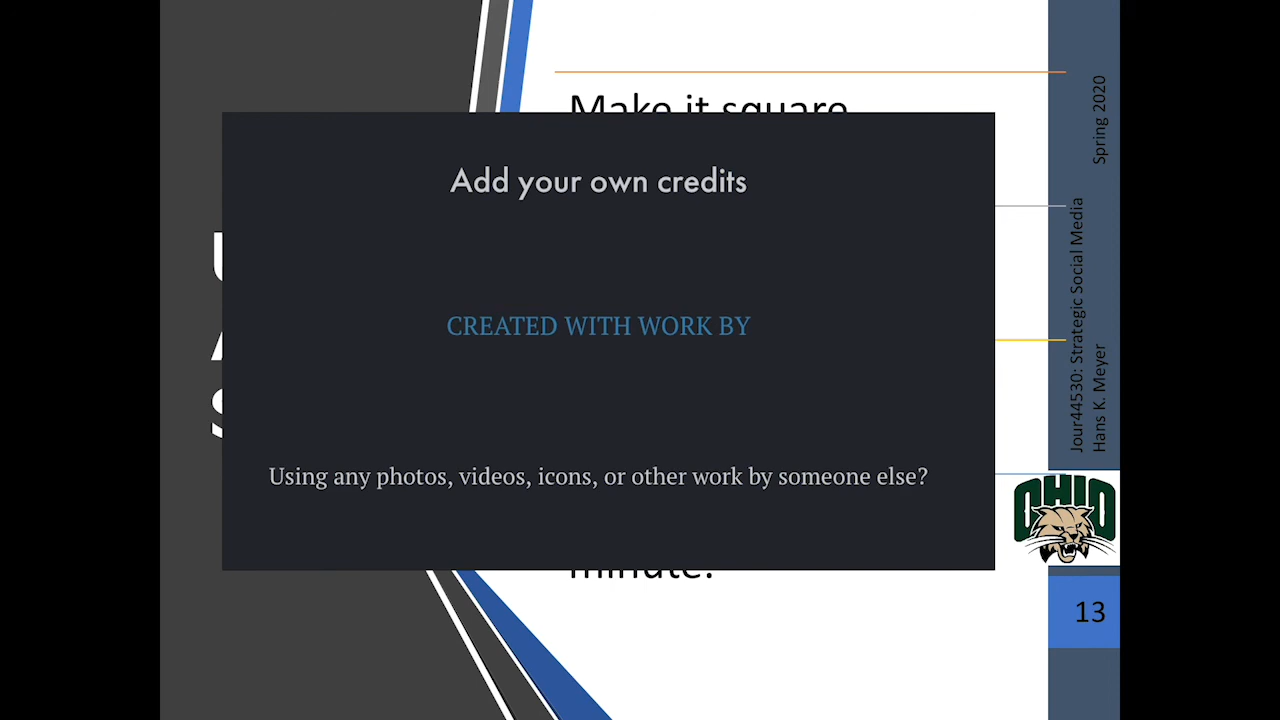 Make it square
Add your own credits
CREATED WITH WORK BY
Using any photos, videos, icons, or other work by someone else?
minute.
Spring 2020
Jour44530: Strategic Social Media
Hans K. Meyer
OHIO
13